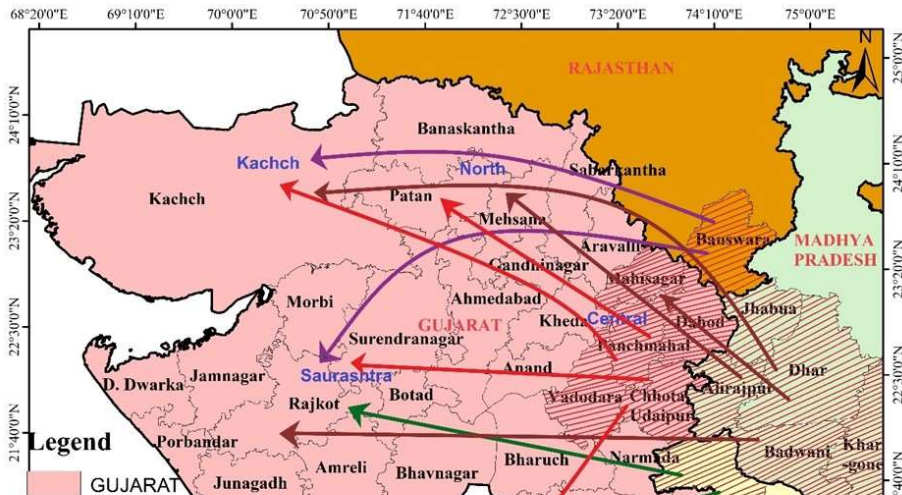 68°20'0"E 69°10'0"E 70°0'0"E 70°50'0"E 71°40'0"E 72°30'0"E 73°20'0"E 74°10'0"E 75°0'0"E
N
25°0'0"N
RAJASTHAN
24°10'0"N
Banaskantha
24°10'0"N
Kachch
North
Sabarkantha
Kachch
Patan
23°20'0"N
Mehsana
Banswara
Aravalli
MADHYA
PRADESH
Gandhinagar
Mahisagar
23°20'0"N
Morbi
Ahmedabad
Jhabua
Kheda
Central
Dahod
22°30'0"N
GUJARAT
Surendranagar
Panchmahal
Dhar
Anand
22°30'0"N
Saurashtra
D. Dwarka
Jamnagar
Alirajpur
Botad
Vadodara
Chhota
Udaipur
Rajkot
21°40'0"N
Legend
Porbandar
Badwani
Khar
-gone
Bharuch
Narmada
Amreli
Bhavnagar
Junagadh
GUJARAT